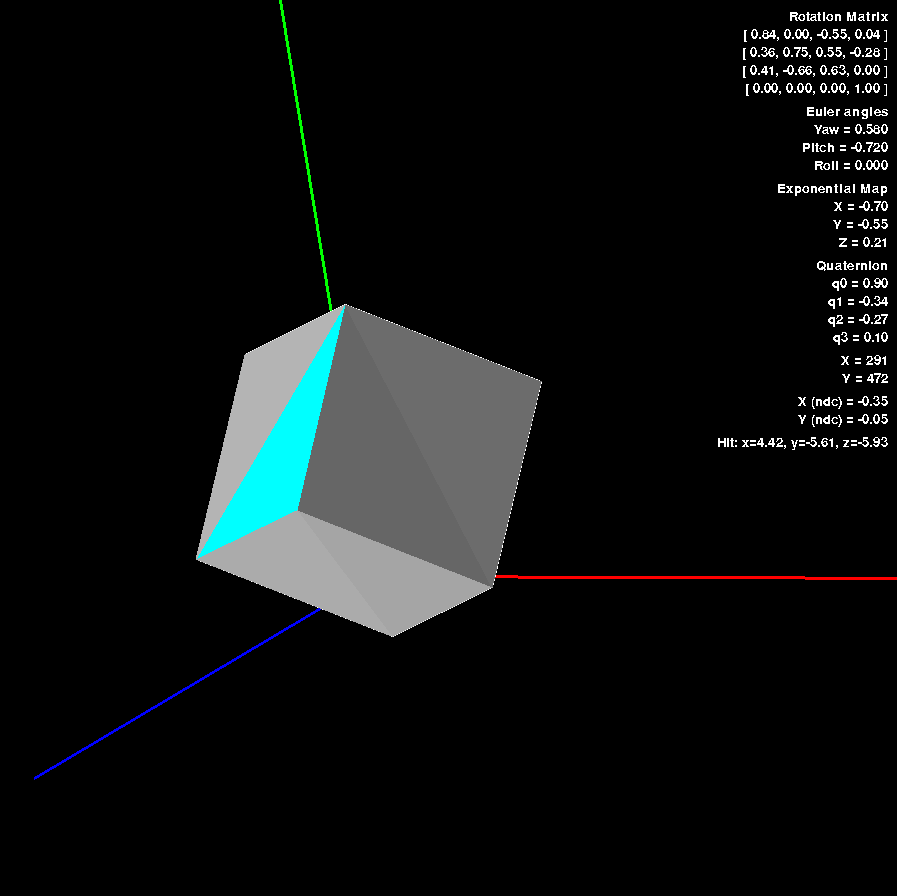 Rotation Matrix
[ 0.84, 0.00, -0.55, 0.04 ]
[ 0.36, 0.75, 0.55, -0.28 ]
[ 0.41, -0.66, 0.63, 0.00 ]
[ 0.00, 0.00, 0.00, 1.00 ]
Euler angles
Yaw = 0.580
Pitch = -0.720
Roll = 0.000
Exponential Map
X = -0.70
Y = -0.55
Z = 0.21
Quaternion
q0 = 0.90
q1 = -0.34
q2 = -0.27
q3 = 0.10
X = 291
Y = 472
X (ndc) = -0.35
Y (ndc) = -0.05
Hit: x=4.42, y=-5.61, z=-5.93